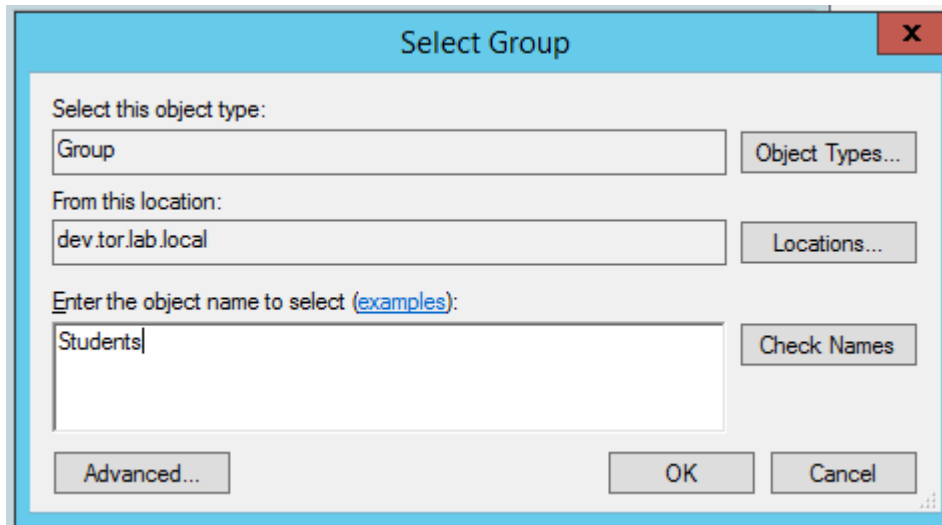 Select Group
x
Select this object type:
Group
Object Types...
From this location:
dev.tor.lab.local
Locations...
Enter the object name to select (examples):
Students
Check Names
Advanced...
OK
Cancel